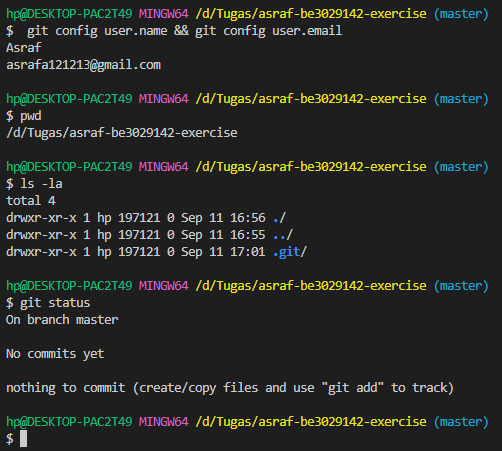 hp@DESKTOP-PAC2T49 MINGW64 /d/Tugas/asraf-be3029142-exercise (master)
$  git config user.name && git config user.email
Asraf
asrafa121213@gmail.com
hp@DESKTOP-PAC2T49 MINGW64 /d/Tugas/asraf-be3029142-exercise (master)
$ pwd
/d/Tugas/asraf-be3029142-exercise
hp@DESKTOP-PAC2T49 MINGW64 /d/Tugas/asraf-be3029142-exercise (master)
$ ls -la
total 4
drwxr-xr-x 1 hp 197121 0 Sep 11 16:56 ./
drwxr-xr-x 1 hp 197121 0 Sep 11 16:55 ../
drwxr-xr-x 1 hp 197121 0 Sep 11 17:01 .git/
hp@DESKTOP-PAC2T49 MINGW64 /d/Tugas/asraf-be3029142-exercise (master)
$ git status
On branch master
No commits yet
nothing to commit (create/copy files and use "git add" to track)
hp@DESKTOP-PAC2T49 MINGW64 /d/Tugas/asraf-be3029142-exercise (master)
$